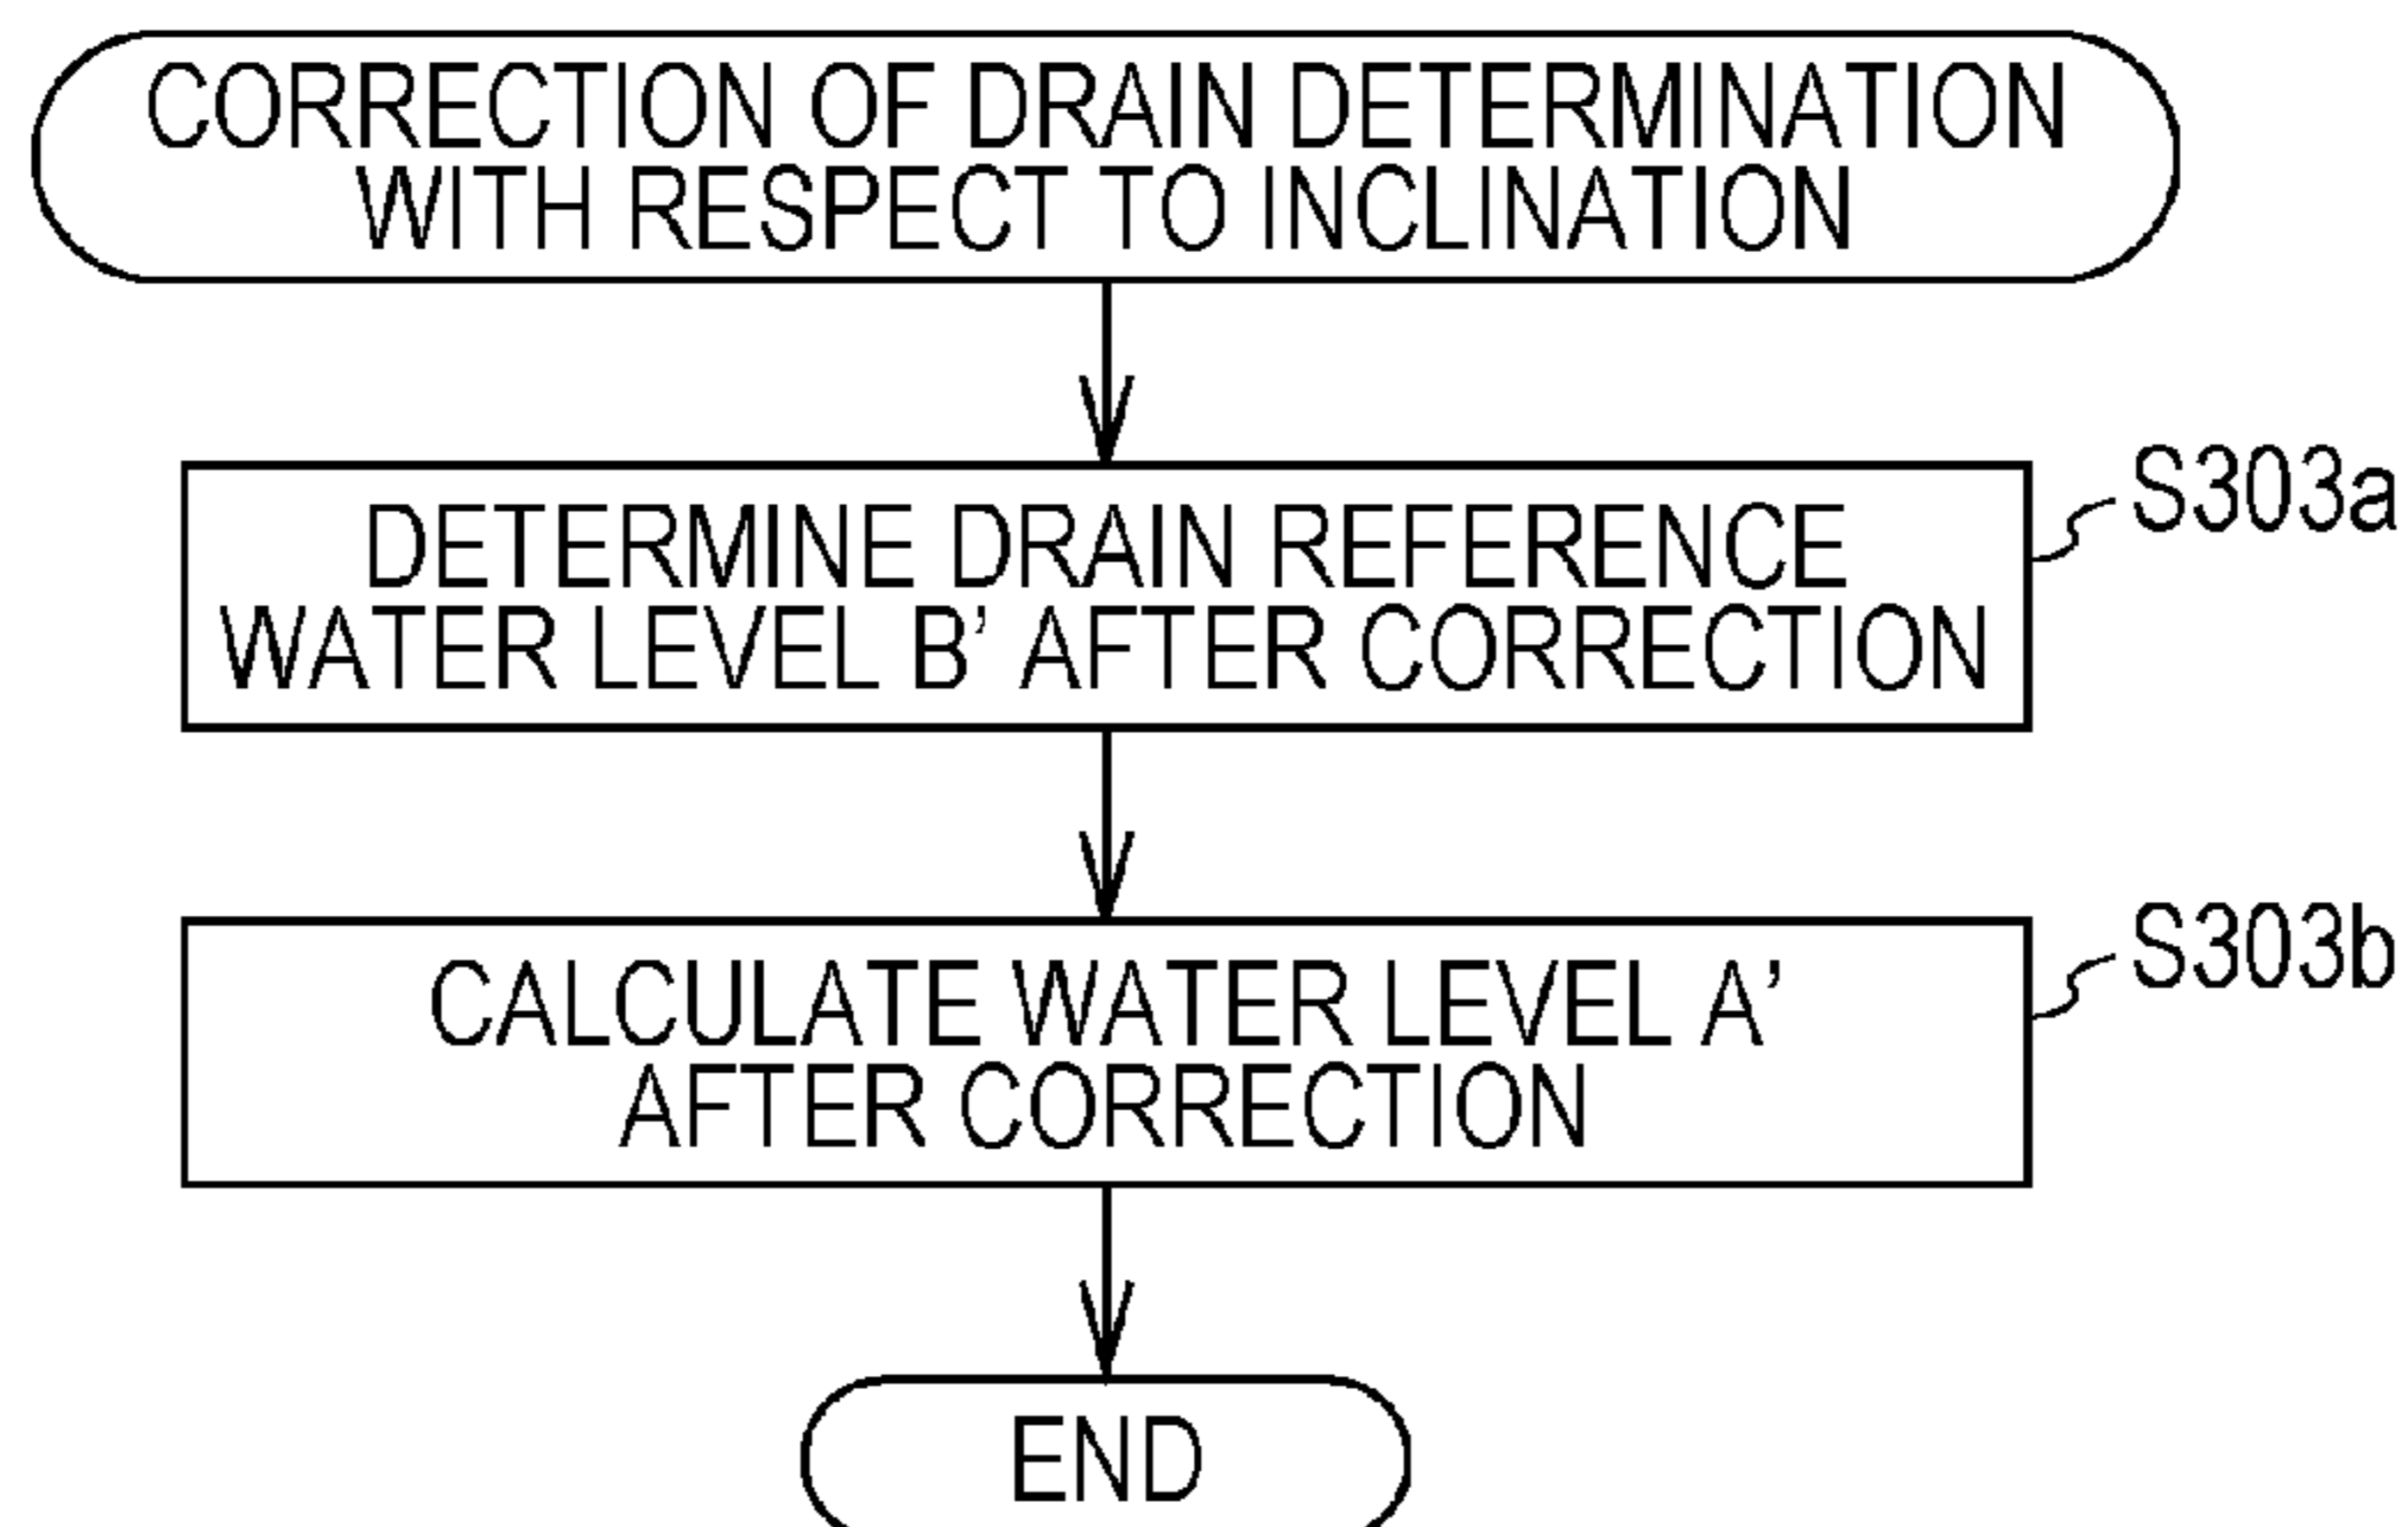 CORRECTION OF DRAIN DETERMINATION
WITH RESPECT TO INCLINATION
S303a
DETERMINE DRAIN REFERENCE
WATER LEVEL B' AFTER CORRECTION
S303b
CALCULATE WATER LEVEL A'
AFTER CORRECTION
END